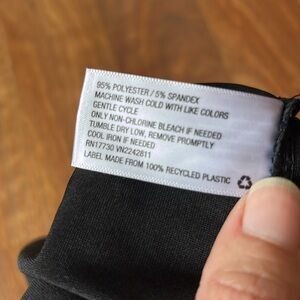 95% POLYESTER / 5% SPANDEX
MACHINE WASH COLD WITH LIKE COLORS
GENTLE CYCLE
ONLY NON-CHLORINE BLEACH IF NEEDED
TUMBLE DRY LOW, REMOVE PROMPTLY
COOL IRON IF NEEDED
RN17730 VN2242811
LABEL MADE FROM 100% RECYCLED PLASTIC